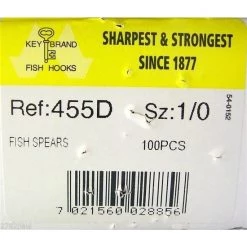 KEY BRAND
FISH HOOKS
SHARPEST & STRONGEST
SINCE 1877
Ref:455D Sz:1/0
54-0152
FISH SPEARS 100PCS
7 021560 028856